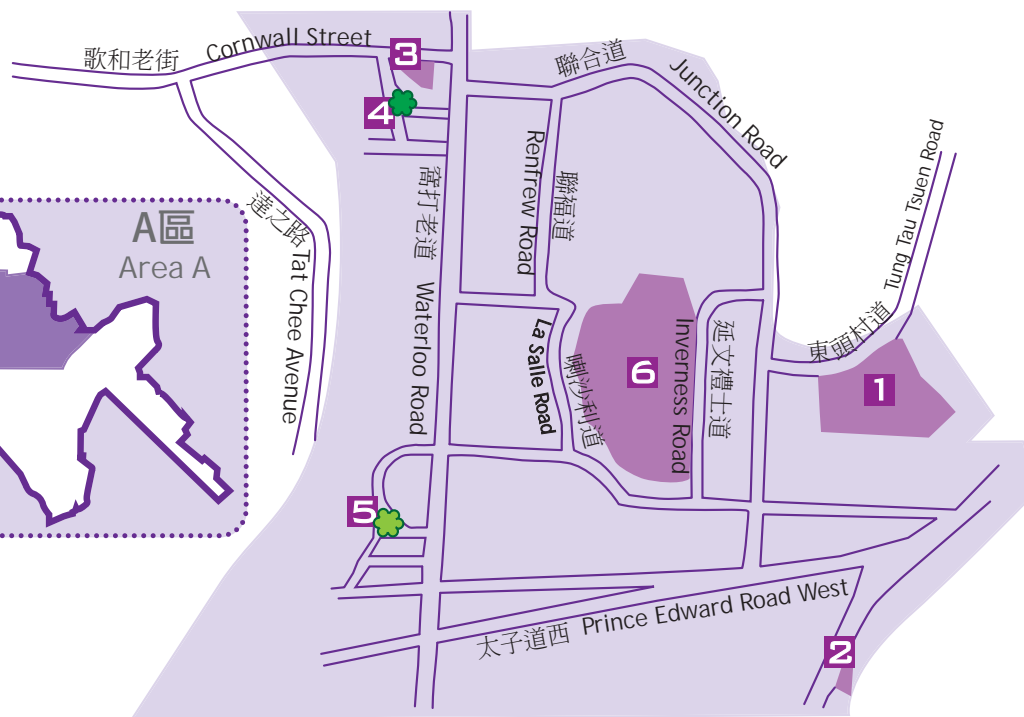 歌和老街
Cornwall Street
3
4
聯合道
Junction Road
Renfrew Road
聯福道
窩打老道
Waterloo Road
達之路
Tat Chee Avenue
A區
Area A
La Salle Road
喇沙利道
6
Inverness Road
延文禮士道
東頭村道
Tung Tau Tsuen Road
1
5
太子道西
Prince Edward Road West
2